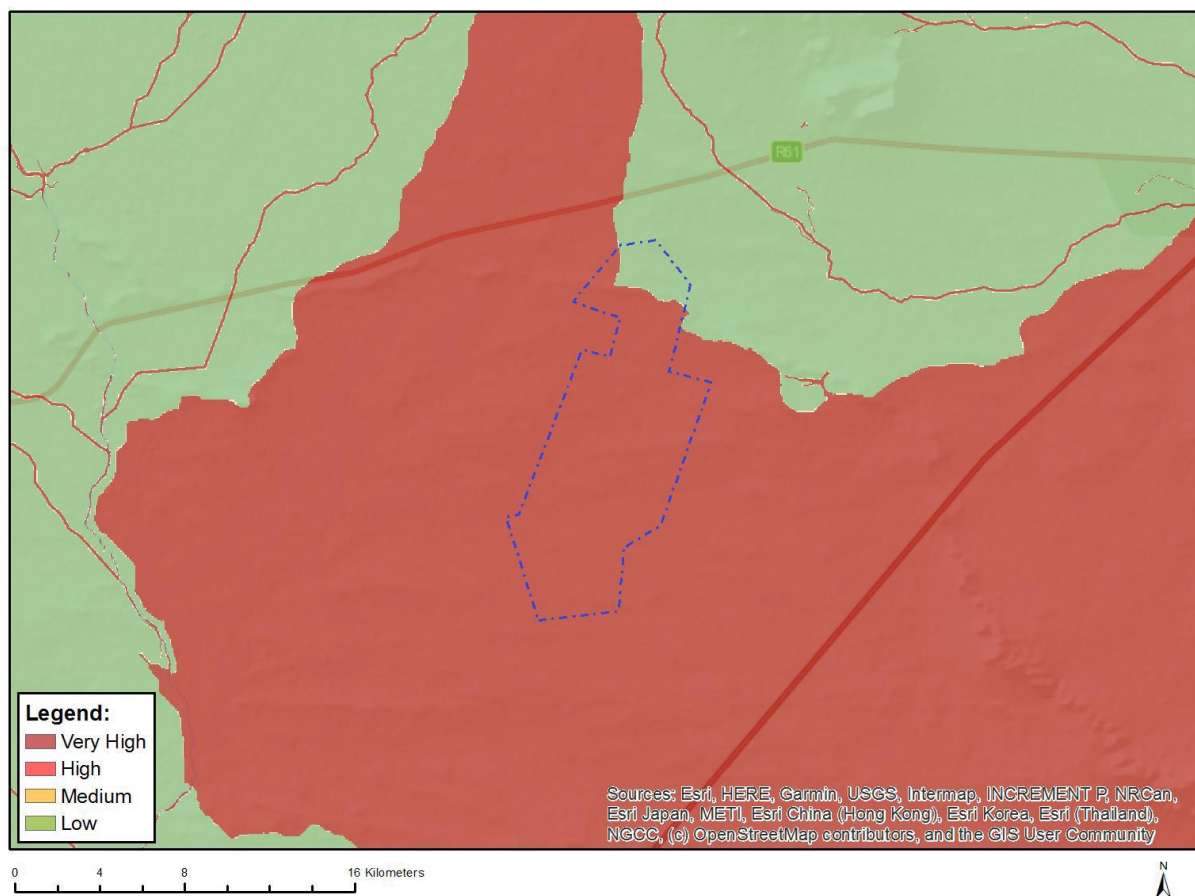 R61
Legend:
Very High
High
Medium
Low
Sources: Esri, HERE, Garmin, USGS, Intermap, INCREMENT P, NRCan,
Esri Japan, METI, Esri China (Hong Kong), Esri Korea, Esri (Thailand),
NGCC, (c) OpenStreetMap contributors, and the GIS User Community
0 4 8 16 Kilometers
N